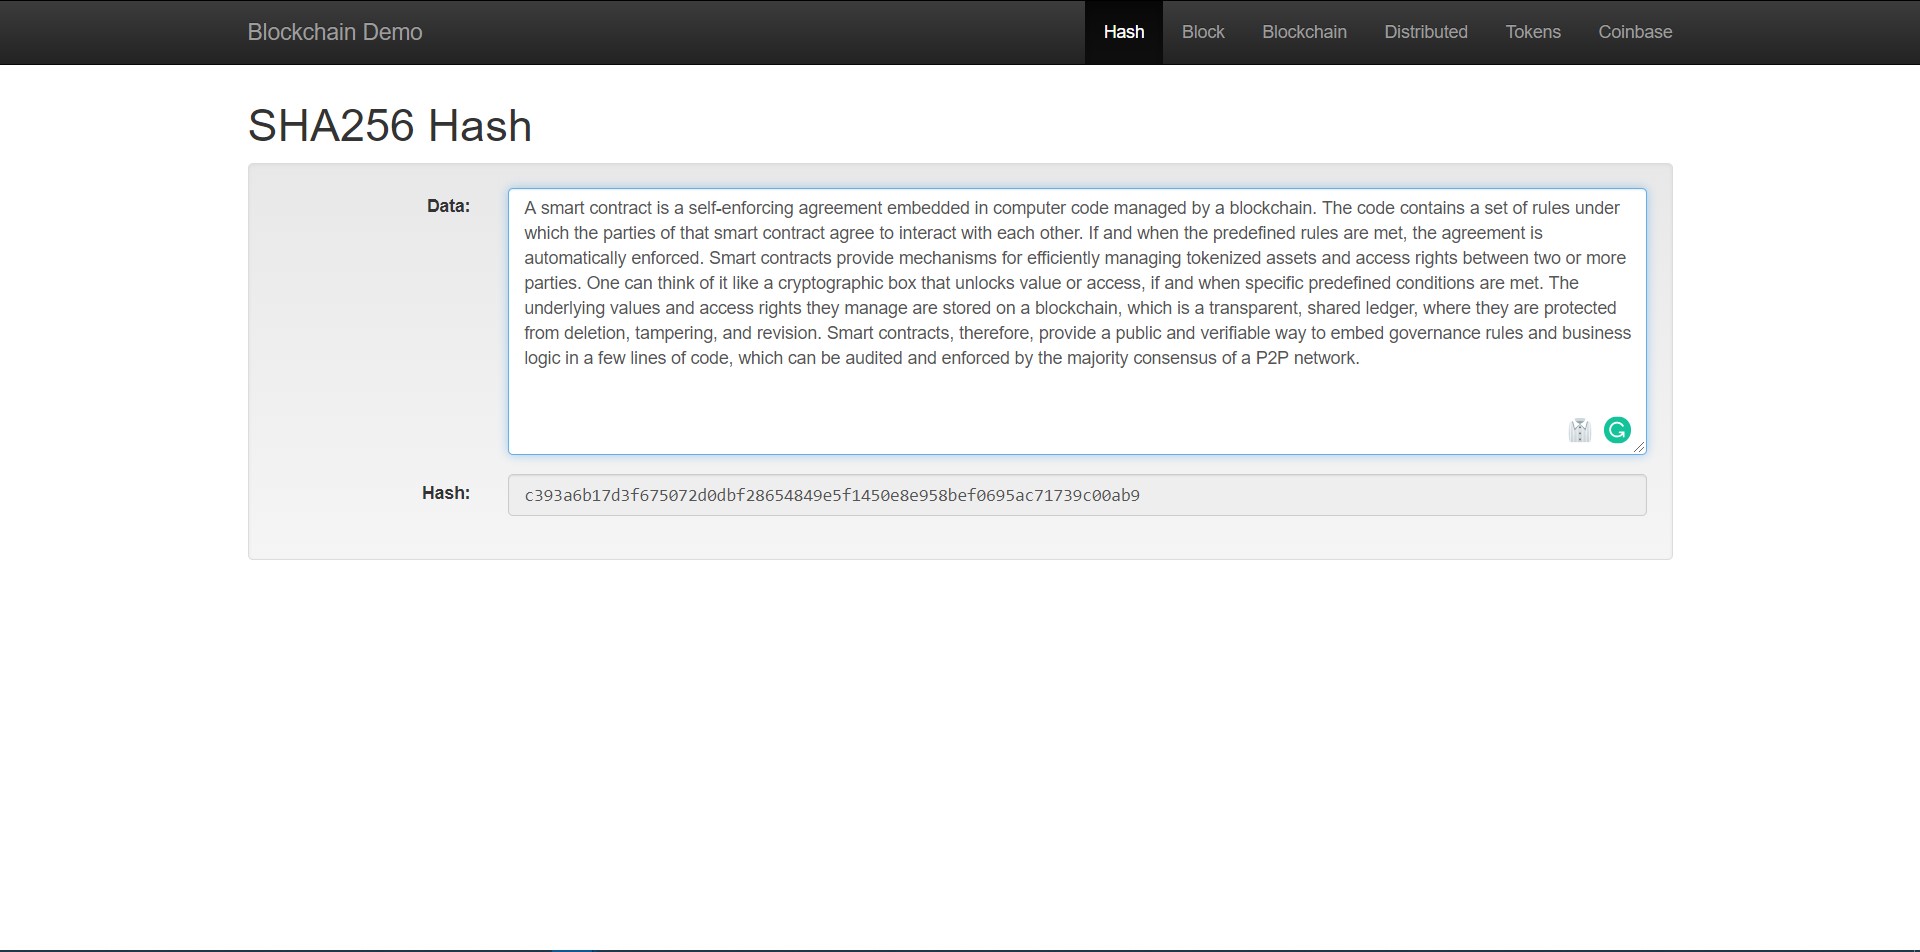 Blockchain Demo
Hash Block Blockchain Distributed Tokens Coinbase
SHA256 Hash
Data:
A smart contract is a self-enforcing agreement embedded in computer code managed by a blockchain. The code contains a set of rules under
which the parties of that smart contract agree to interact with each other. If and when the predefined rules are met, the agreement is
automatically enforced. Smart contracts provide mechanisms for efficiently managing tokenized assets and access rights between two or more
parties. One can think of it like a cryptographic box that unlocks value or access, if and when specific predefined conditions are met. The
underlying values and access rights they manage are stored on a blockchain, which is a transparent, shared ledger, where they are protected
from deletion, tampering, and revision. Smart contracts, therefore, provide a public and verifiable way to embed governance rules and business
logic in a few lines of code, which can be audited and enforced by the majority consensus of a P2P network.
Hash:
c393a6b17d3f675072d0dbf28654849e5f1450e8e958bef0695ac71739c00ab9